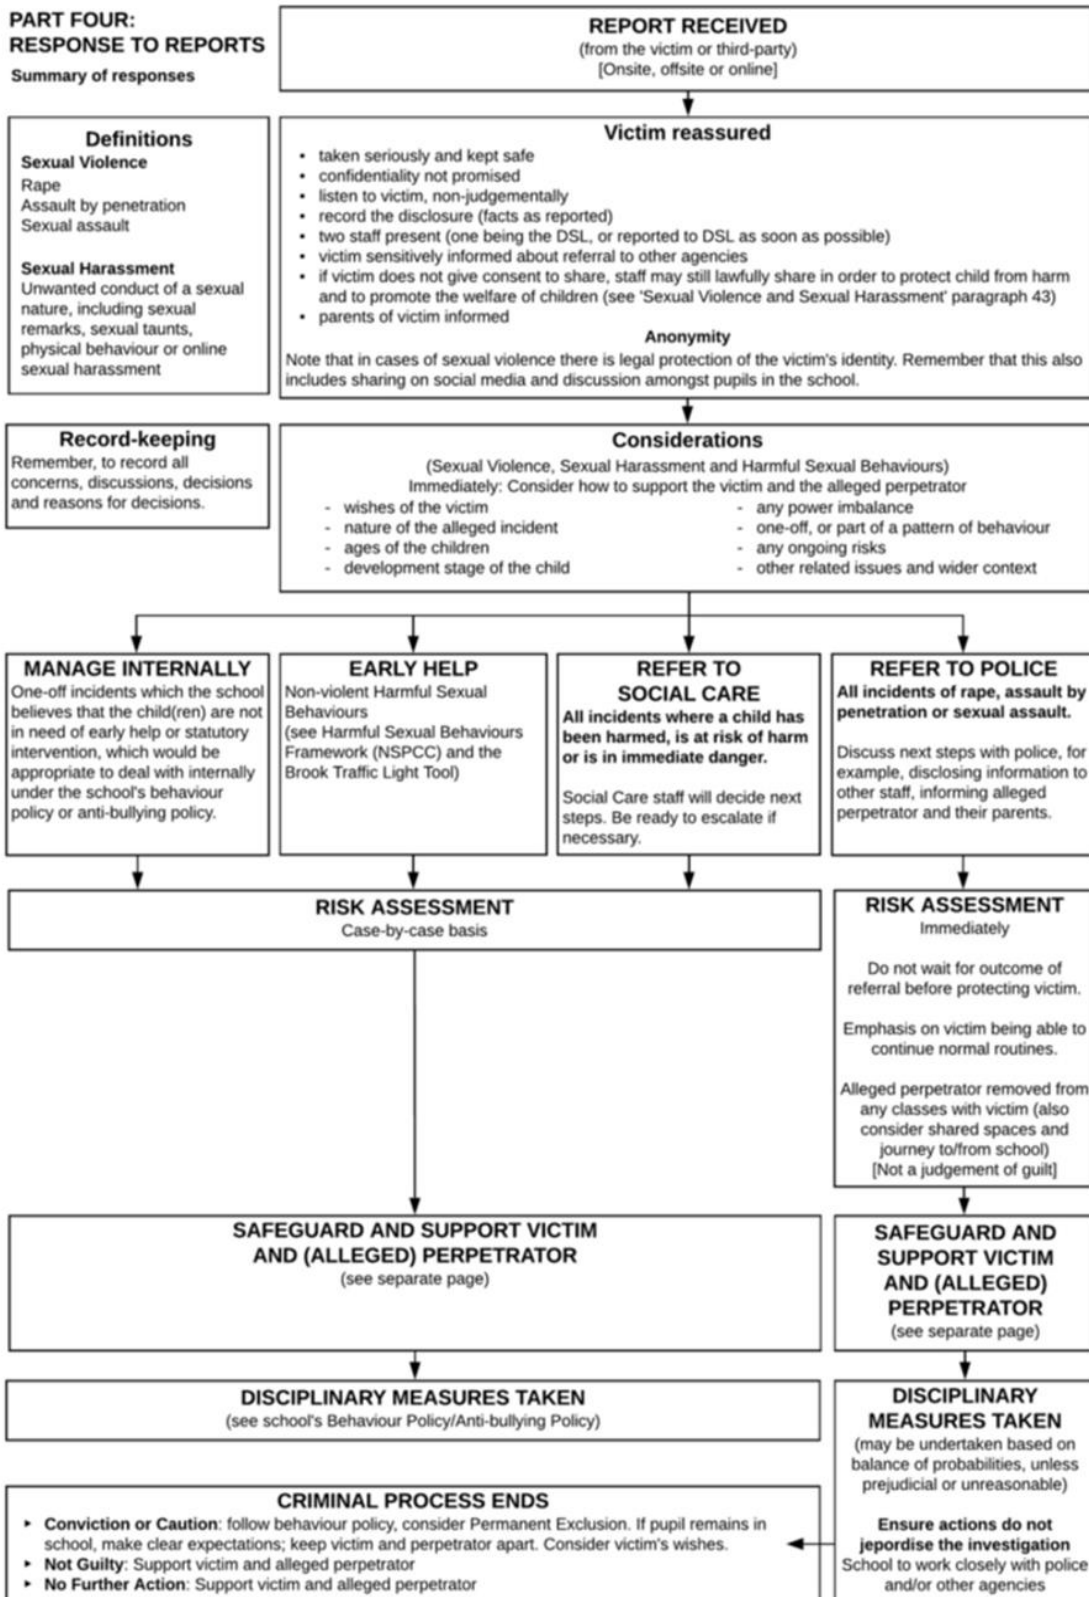 PART FOUR:
RESPONSE TO REPORTS
Summary of responses
REPORT RECEIVED
(from the victim or third-party)
[Onsite, offsite or online]
Definitions
Sexual Violence
Rape
Assault by penetration
Sexual assault
Sexual Harassment
Unwanted conduct of a sexual
nature, including sexual
remarks, sexual taunts,
physical behaviour or online
sexual harassment
Victim reassured
• taken seriously and kept safe
• confidentiality not promised
• listen to victim, non-judgementally
• record the disclosure (facts as reported)
• two staff present (one being the DSL, or reported to DSL as soon as possible)
• victim sensitively informed about referral to other agencies
• if victim does not give consent to share, staff may still lawfully share in order to protect child from harm
and to promote the welfare of children (see 'Sexual Violence and Sexual Harassment' paragraph 43)
• parents of victim informed
Anonymity
Note that in cases of sexual violence there is legal protection of the victim's identity. Remember that this also
includes sharing on social media and discussion amongst pupils in the school.
Record-keeping
Remember, to record all
concerns, discussions, decisions
and reasons for decisions.
Considerations
(Sexual Violence, Sexual Harassment and Harmful Sexual Behaviours)
Immediately: Consider how to support the victim and the alleged perpetrator
- wishes of the victim
- nature of the alleged incident
- ages of the children
- development stage of the child
- any power imbalance
- one-off, or part of a pattern of behaviour
- any ongoing risks
- other related issues and wider context
MANAGE INTERNALLY
One-off incidents which the school
believes that the child(ren) are not
in need of early help or statutory
intervention, which would be
appropriate to deal with internally
under the school's behaviour
policy or anti-bullying policy.
EARLY HELP
Non-violent Harmful Sexual
Behaviours
(see Harmful Sexual Behaviours
Framework (NSPCC) and the
Brook Traffic Light Tool)
REFER TO
SOCIAL CARE
All incidents where a child has
been harmed, is at risk of harm
or is in immediate danger.
Social Care staff will decide next
steps. Be ready to escalate if
necessary.
REFER TO POLICE
All incidents of rape, assault by
penetration or sexual assault.
Discuss next steps with police, for
example, disclosing information to
other staff, informing alleged
perpetrator and their parents.
RISK ASSESSMENT
Case-by-case basis
RISK ASSESSMENT
Immediately
Do not wait for outcome of
referral before protecting victim.
Emphasis on victim being able to
continue normal routines.
Alleged perpetrator removed from
any classes with victim (also
consider shared spaces and
journey to/from school)
[Not a judgement of guilt]
SAFEGUARD AND SUPPORT VICTIM
AND (ALLEGED) PERPETRATOR
(see separate page)
SAFEGUARD AND
SUPPORT VICTIM
AND (ALLEGED)
PERPETRATOR
(see separate page)
DISCIPLINARY MEASURES TAKEN
(see school's Behaviour Policy/Anti-bullying Policy)
DISCIPLINARY
MEASURES TAKEN
(may be undertaken based on
balance of probabilities, unless
prejudicial or unreasonable)
Ensure actions do not
jepordise the investigation
School to work closely with police
and/or other agencies
CRIMINAL PROCESS ENDS
‣ Conviction or Caution: follow behaviour policy, consider Permanent Exclusion. If pupil remains in
school, make clear expectations; keep victim and perpetrator apart. Consider victim's wishes.
‣ Not Guilty: Support victim and alleged perpetrator
‣ No Further Action: Support victim and alleged perpetrator